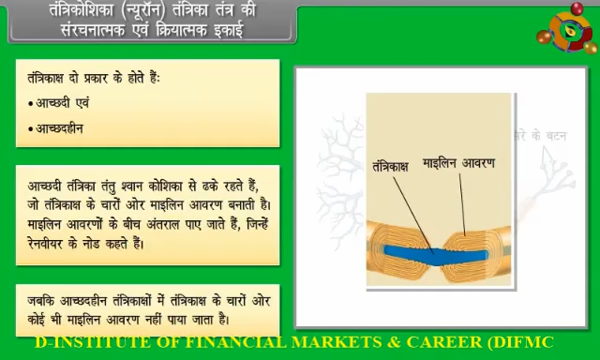 तंत्रिकोशिका (न्यूरॉन) तंत्रिका तंत्र की
संरचनात्मक एवं क्रियात्मक इकाई
तंत्रिकाक्ष दो प्रकार के होते हैंः
• आच्छदी एवं
• आच्छदहीन
आच्छदी तंत्रिका तंतु श्वान कोशिका से ढके रहते हैं,
जो तंत्रिकाक्ष के चारों ओर माइलिन आवरण बनाती है।
माइलिन आवरणों के बीच अंतराल पाए जाते हैं, जिन्हें
रेनवीयर के नोड कहते हैं।
जबकि आच्छदहीन तंत्रिकाक्षों में तंत्रिकाक्ष के चारों ओर
कोई भी माइलिन आवरण नहीं पाया जाता है।
तंत्रिकाक्ष
माइलिन आवरण
के बटन
D-INSTITUTE OF FINANCIAL MARKETS & CAREER (DIFMC